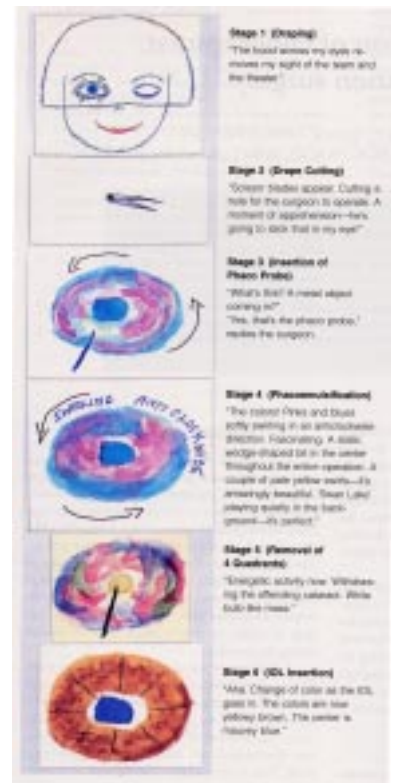 Stage 1 (Draping)
"The hood across my eyes re-
moves my sight of the team and
the theater."
Stage 2 (Drape Cutting)
"Scissor blades appear. Cutting a
hole for the surgeon to operate. A
moment of apprehension—he's
going to stick that in my eye!"
Stage 3 (Insertion of
Phaco Probe)
"What's this? A metal object
coming in?"
"Yes, that's the phaco probe,"
replies the surgeon.
SWIRLING ANTICLOCKWISE
Stage 4 (Phacoemulsification)
"The colors! Pinks and blues
softly swirling in an anticlockwise
direction. Fascinating. A static
wedge-shaped bit in the center
throughout the entire operation. A
couple of pale yellow swirls—it's
amazingly beautiful. 'Swan Lake'
playing quietly in the back-
ground—it's perfect."
Stage 5 (Removal of
4 Quadrants)
"Energetic activity now. Withdraw-
ing the offending cataract. White
bulb-like mass."
Stage 6 (IOL Insertion)
"Aha. Change of color as the IOL
goes in. The colors are now
yellowy brown. The center is
heavenly blue."